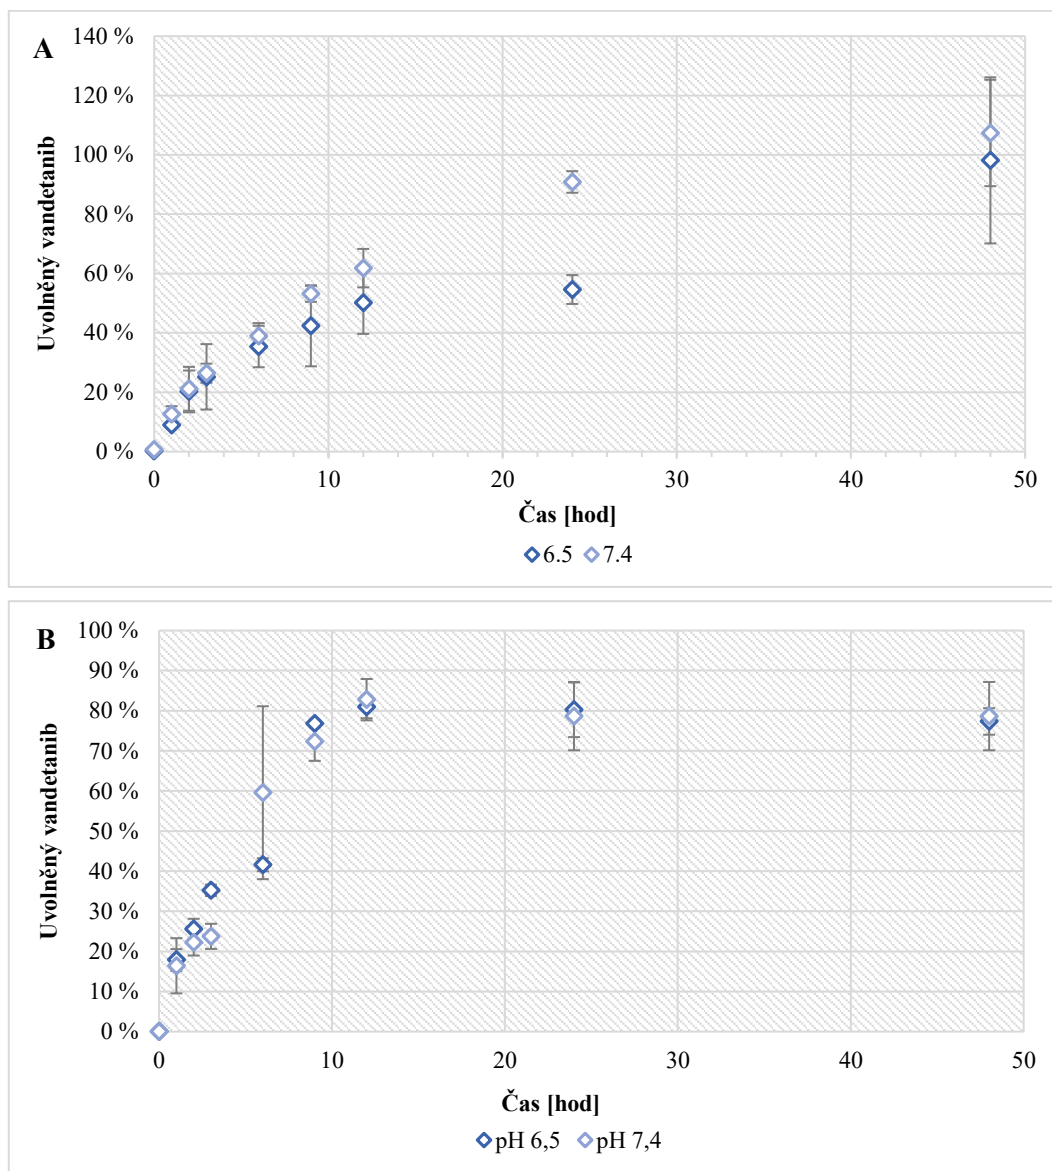 A
140 %
120 %
100 %
80 %
60 %
40 %
20 %
0 %
Uvolněný vandetanib
0 10 20 30 40 50
Čas [hod]
6.5 7.4
B
100 %
90 %
80 %
70 %
60 %
50 %
40 %
30 %
20 %
10 %
0 %
Uvolněný vandetanib
0 10 20 30 40 50
Čas [hod]
pH 6,5 pH 7,4